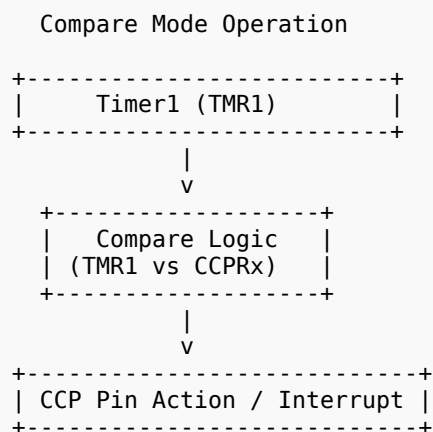 Compare Mode Operation
Timer1 (TMR1)
Compare Logic
(TMR1 vs CCPRx)
CCP Pin Action / Interrupt